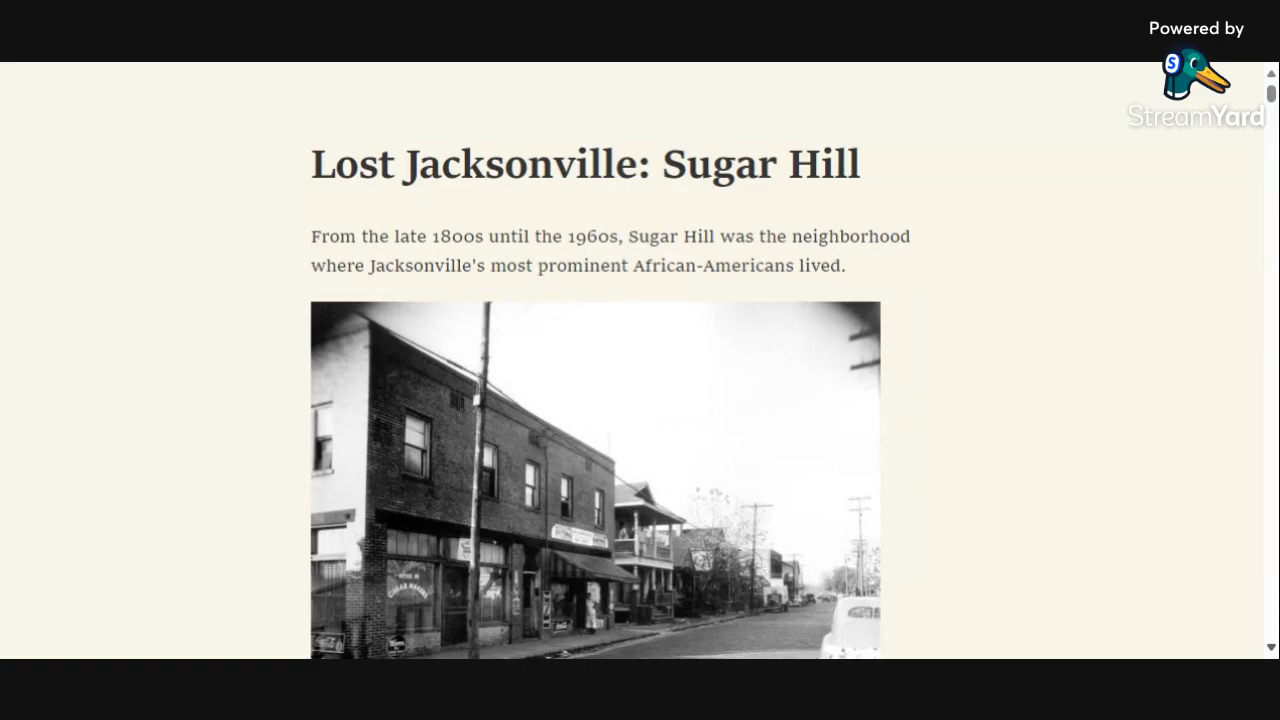 Powered by
StreamYard
Lost Jacksonville: Sugar Hill
From the late 1800s until the 1960s, Sugar Hill was the neighborhood
where Jacksonville's most prominent African-Americans lived.